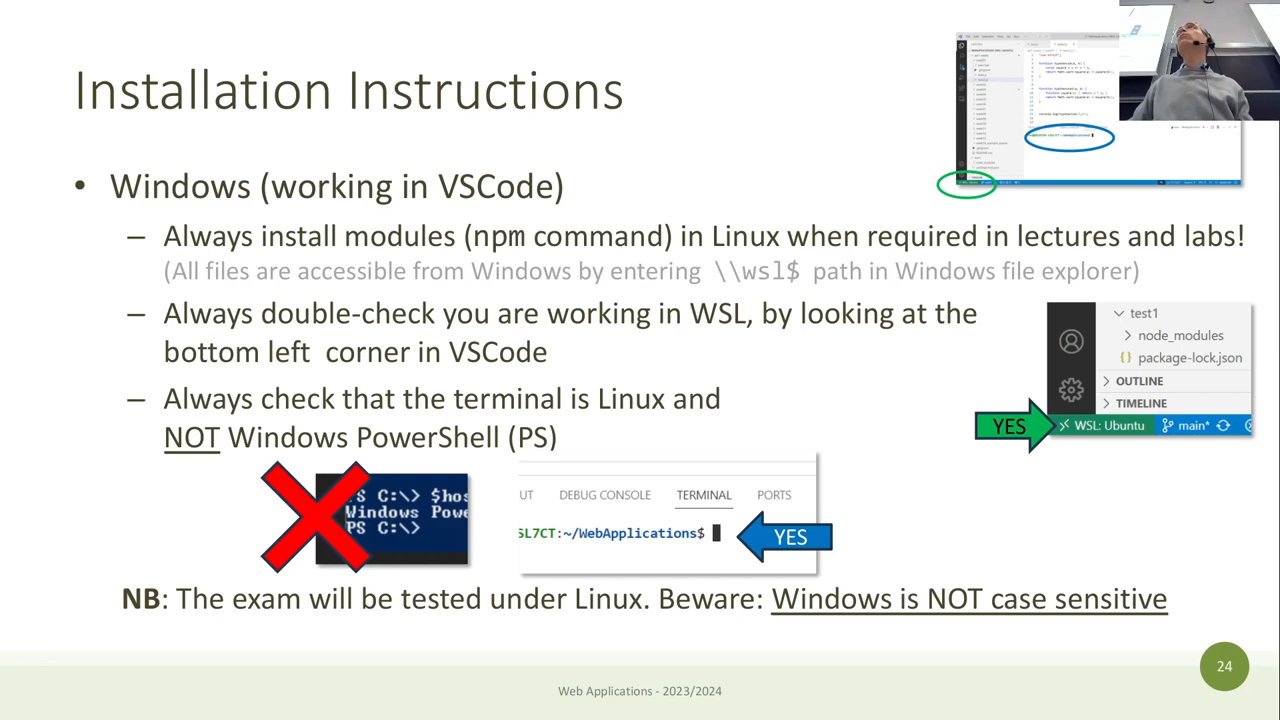 Installation instructions
• Windows (working in VSCode)
– Always install modules (npm command) in Linux when required in lectures and labs!
(All files are accessible from Windows by entering \\wsl$ path in Windows file explorer)
– Always double-check you are working in WSL, by looking at the
bottom left corner in VSCode
– Always check that the terminal is Linux and
NOT Windows PowerShell (PS)
test1
node_modules
{} package-lock.json
OUTLINE
TIMELINE
YES
WSL: Ubuntu main*
PS C:\> $hos
Windows Powe
PS C:\>
UT DEBUG CONSOLE TERMINAL PORTS
SL7CT:~/WebApplications$
YES
NB: The exam will be tested under Linux. Beware: Windows is NOT case sensitive
24
Web Applications - 2023/2024